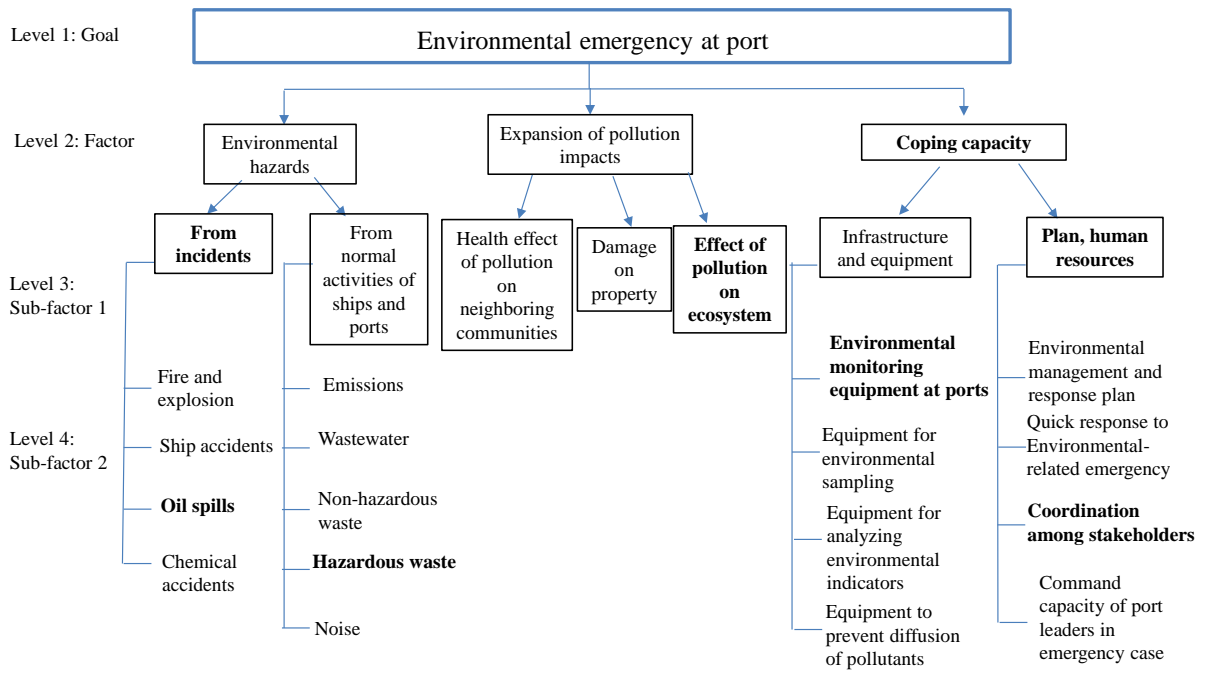 Level 1: Goal
Environmental emergency at port
Level 2: Factor
Environmental
hazards
Expansion of pollution
impacts
Coping capacity
Level 3:
Sub-factor 1
From
incidents
From
normal
activities of
ships and
ports
Health effect
of pollution
on
neighboring
communities
Damage
on
property
Effect of
pollution
on
ecosystem
Infrastructure
and equipment
Plan, human
resources
Level 4:
Sub-factor 2
Fire and
explosion
Ship accidents
Oil spills
Chemical
accidents
Emissions
Wastewater
Non-hazardous
waste
Hazardous waste
Noise
Environmental
monitoring
equipment at ports
Equipment for
environmental
sampling
Equipment for
analyzing
environmental
indicators
Equipment to
prevent diffusion
of pollutants
Environmental
management and
response plan
Quick response to
Environmental-
related emergency
Coordination
among stakeholders
Command
capacity of port
leaders in
emergency case